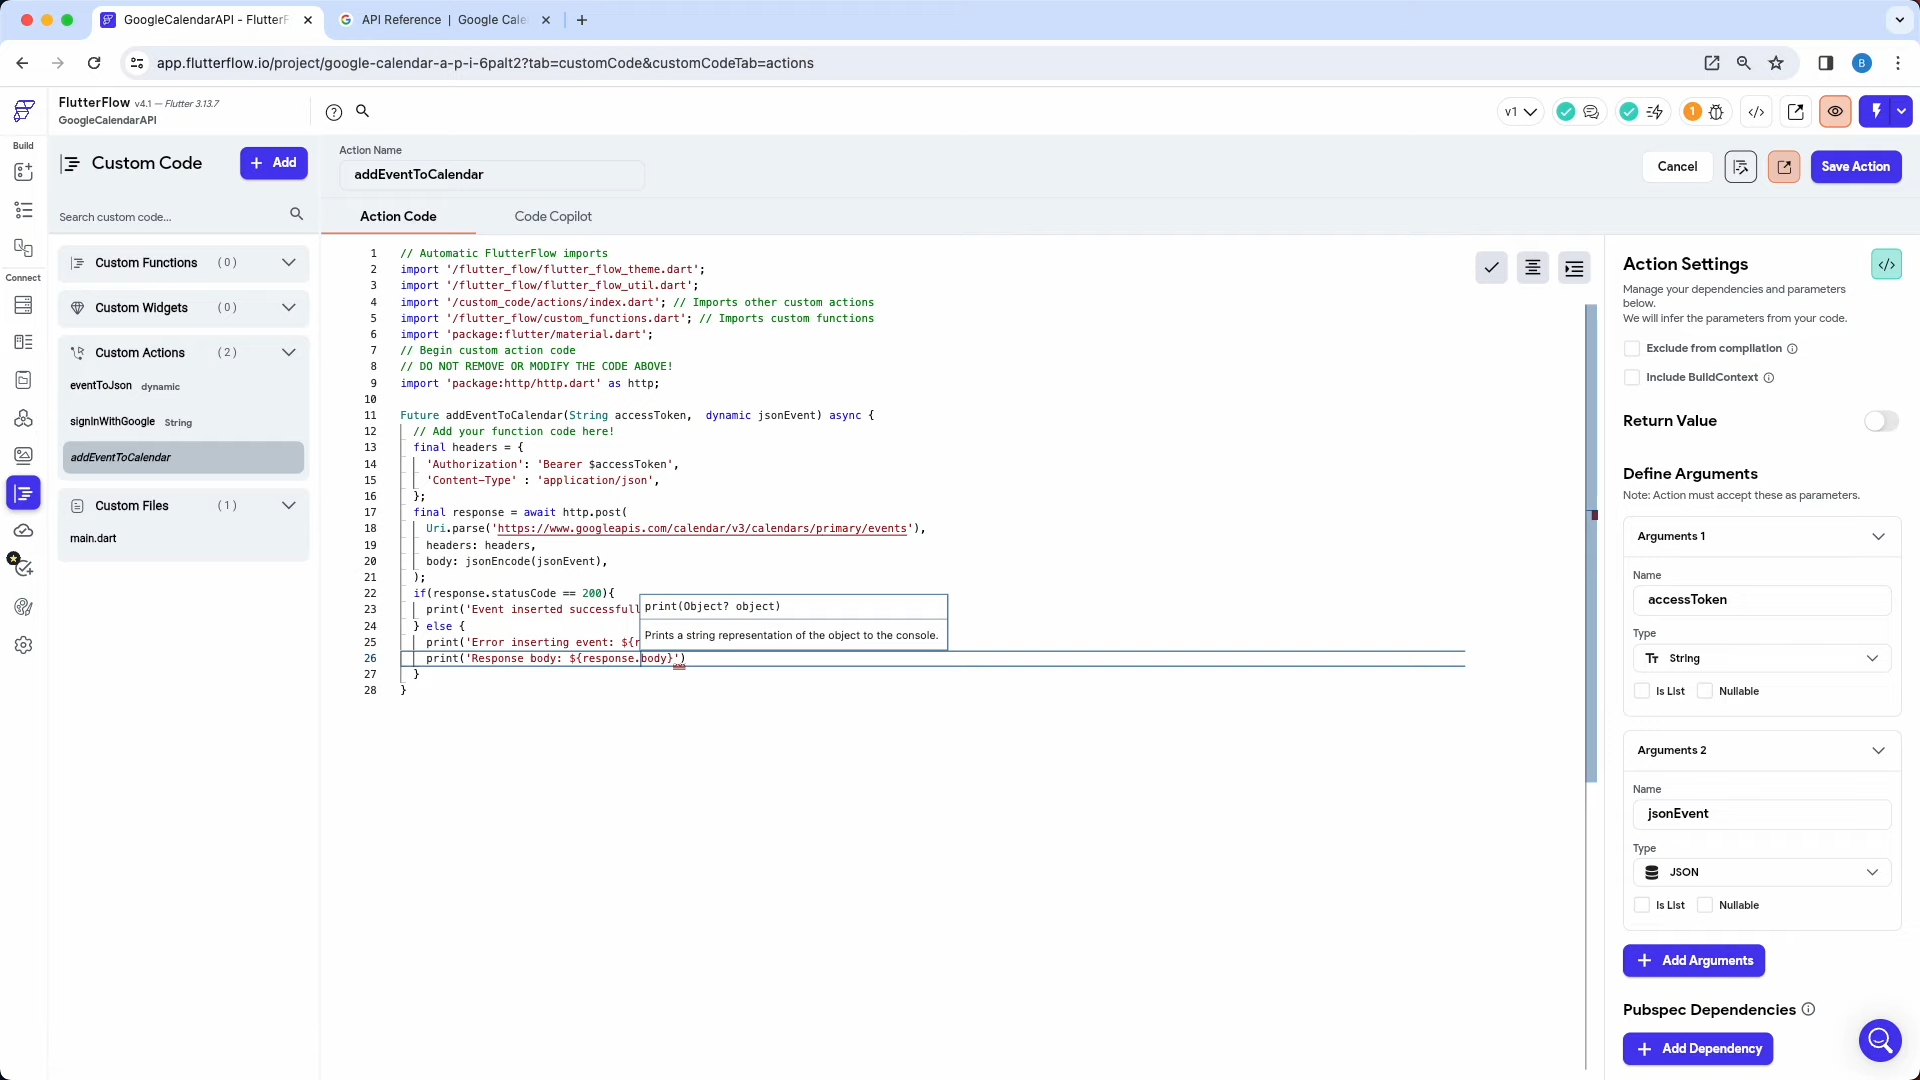 GoogleCalendarAPI - FlutterF
API Reference | Google Cale
app.flutterflow.io/project/google-calendar-a-p-i-6palt2?tab=customCode&customCodeTab=actions
B
FlutterFlow v4.1 — Flutter 3.13.7
GoogleCalendarAPI
v1
1
Build
Connect
Custom Code
+ Add
Search custom code...
Custom Functions (0)
Custom Widgets (0)
Custom Actions (2)
eventToJson dynamic
signInWithGoogle String
addEventToCalendar
Custom Files (1)
main.dart
Action Name
addEventToCalendar
Cancel
Save Action
Action Code
Code Copilot
1 // Automatic FlutterFlow imports
2 import '/flutter_flow/flutter_flow_theme.dart';
3 import '/flutter_flow/flutter_flow_util.dart';
4 import '/custom_code/actions/index.dart'; // Imports other custom actions
5 import '/flutter_flow/custom_functions.dart'; // Imports custom functions
6 import 'package:flutter/material.dart';
7 // Begin custom action code
8 // DO NOT REMOVE OR MODIFY THE CODE ABOVE!
9 import 'package:http/http.dart' as http;
10
11 Future addEventToCalendar(String accessToken,  dynamic jsonEvent) async {
12 // Add your function code here!
13 final headers = {
14 'Authorization': 'Bearer $accessToken',
15 'Content-Type' : 'application/json',
16 };
17 final response = await http.post(
18 Uri.parse('https://www.googleapis.com/calendar/v3/calendars/primary/events'),
19 headers: headers,
20 body: jsonEncode(jsonEvent),
21 );
22 if(response.statusCode == 200){
23 print('Event inserted successfull
24 } else {
25 print('Error inserting event: ${r
26 print('Response body: ${response.body}')
27 }
28 }
print(Object? object)
Prints a string representation of the object to the console.
Action Settings
Manage your dependencies and parameters
below.
We will infer the parameters from your code.
Exclude from compilation
Include BuildContext
Return Value
Define Arguments
Note: Action must accept these as parameters.
Arguments 1
Name
accessToken
Type
String
Is List Nullable
Arguments 2
Name
jsonEvent
Type
JSON
Is List Nullable
+ Add Arguments
Pubspec Dependencies
+ Add Dependency